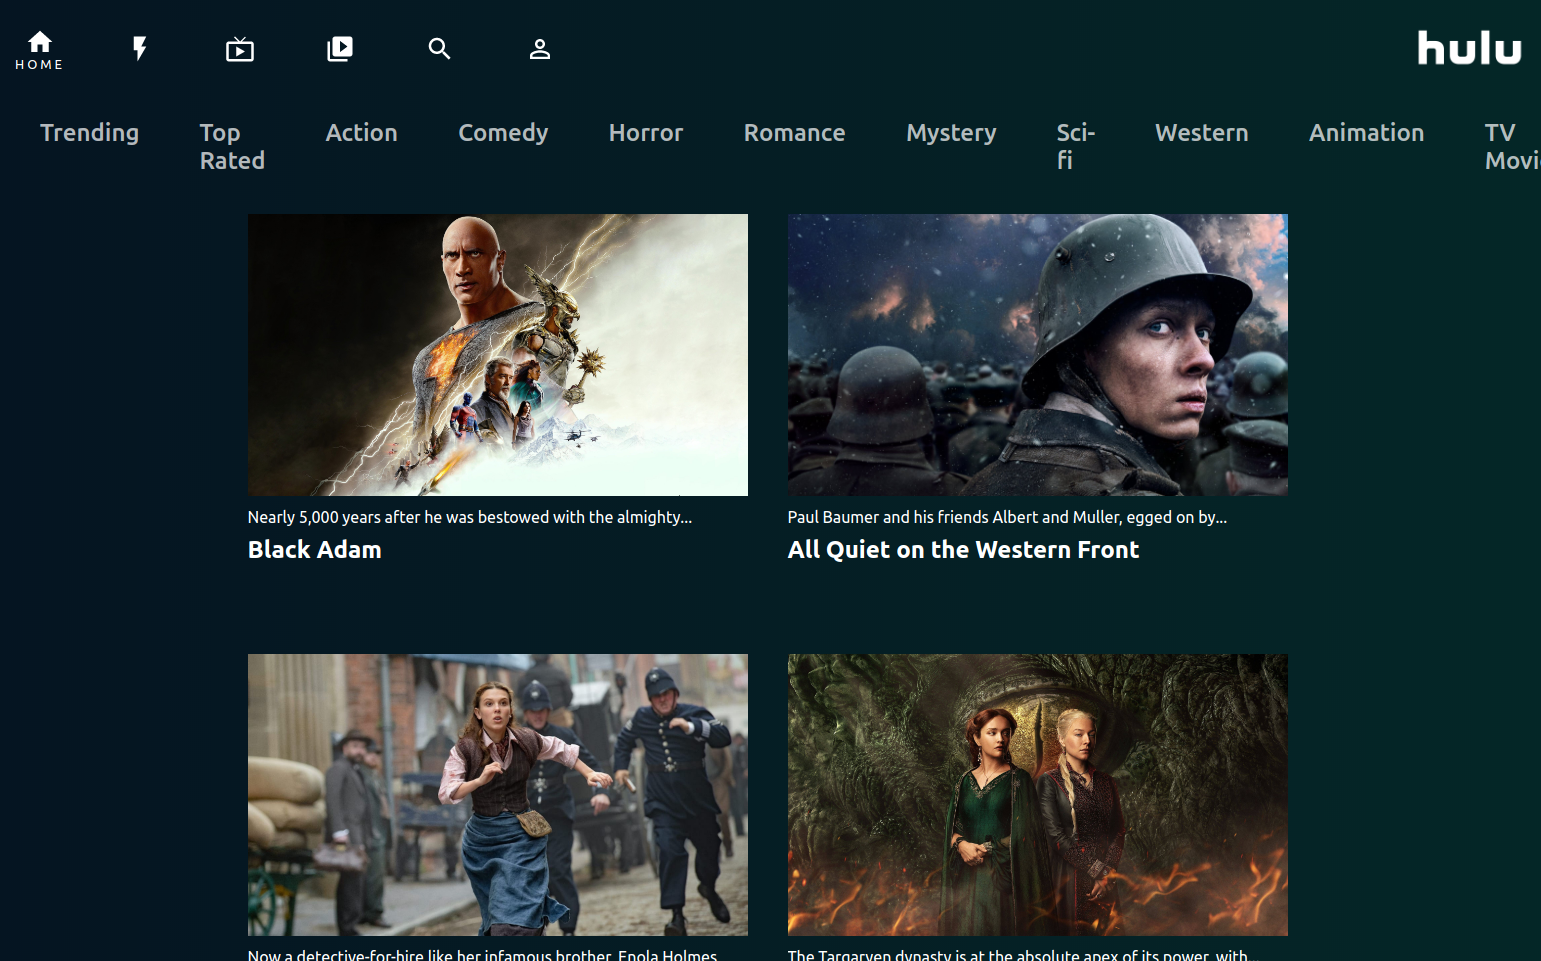 HOME
hulu
Trending
Top
Rated
Action
Comedy
Horror
Romance
Mystery
Sci-
fi
Western
Animation
TV
Movi
Nearly 5,000 years after he was bestowed with the almighty...
Black Adam
Paul Baumer and his friends Albert and Muller, egged on by...
All Quiet on the Western Front
Now a detective-for-hire like her infamous brother, Enola Holmes
The Targaryen dynasty is at the absolute apex of its power, with...